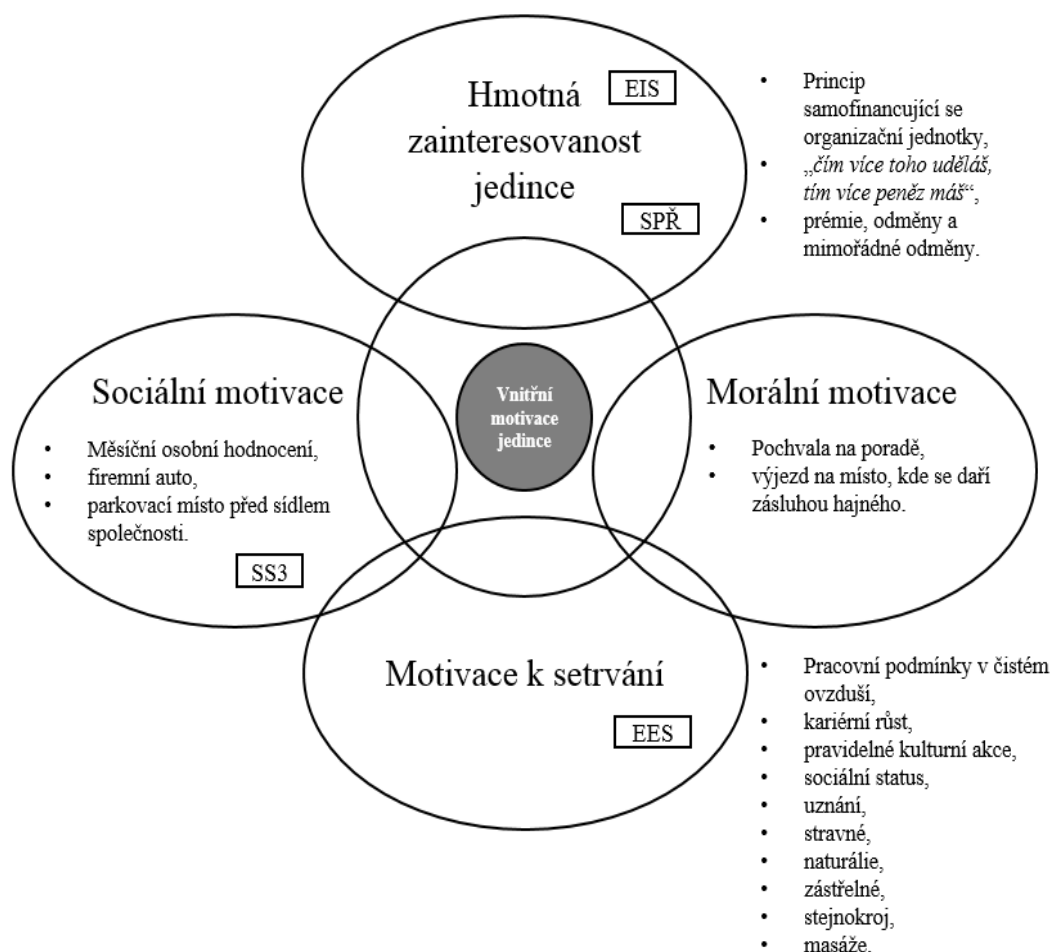 Hmotná
zainteresovanost
jedince
EIS
SPŘ
• Princip
samofinancující se
organizační jednotky,
• „čím více toho uděláš,
tím více peněz máš“,
• prémie, odměny a
mimořádné odměny.
Sociální motivace
• Měsíční osobní hodnocení,
• firemní auto,
• parkovací místo před sídlem
společnosti.
SS3
Vnitřní
motivace
jedince
Morální motivace
• Pochvala na poradě,
• výjezd na místo, kde se daří
zásluhou hajného.
Motivace k setrvání
EES
• Pracovní podmínky v čistém
ovzduší,
• kariérní růst,
• pravidelné kulturní akce,
• sociální status,
• uznání,
• stravné,
• naturálie,
• zástřelné,
• stejnokroj,
• masáže.